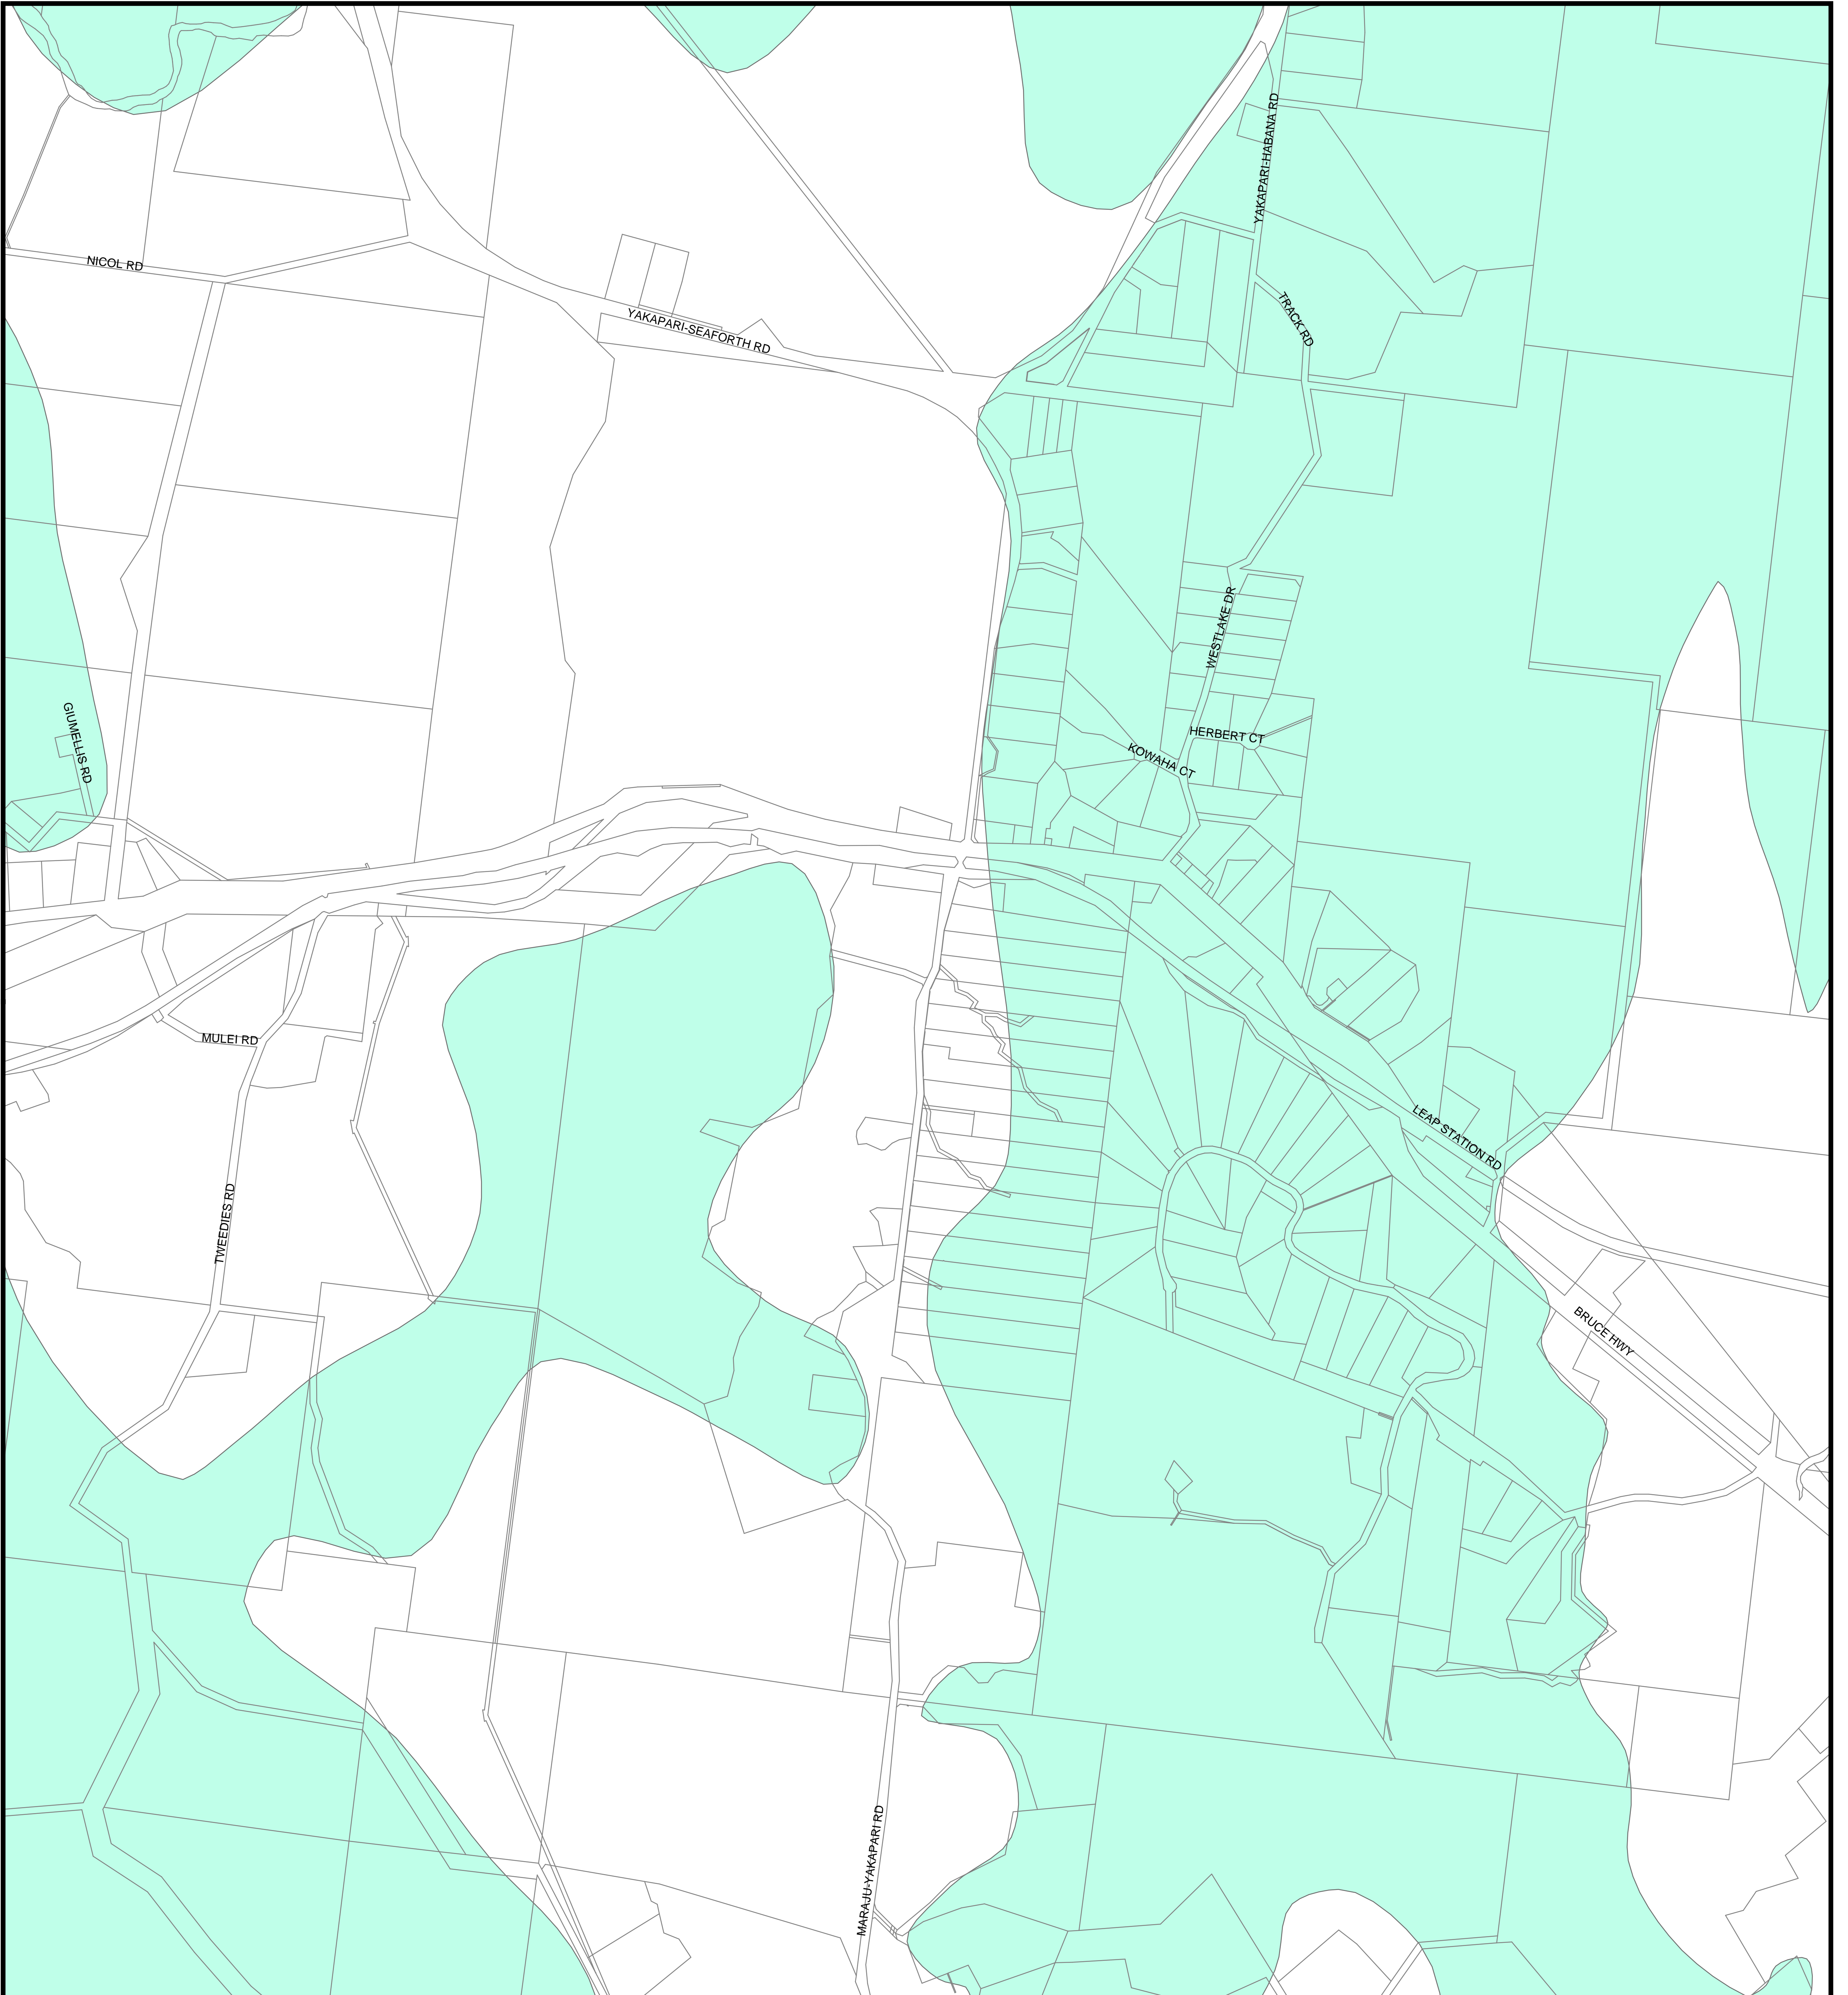 YAKAPARI-HABANA RD
NICOL RD
TRACK RD
YAKAPARI-SEAFORTH RD
WESTLAKE DR
GIUMELLIS RD
HERBERT CT
KOWAHA CT
MULEI RD
LEAP STATION RD
TWEEDIES RD
BRUCE HWY
MARAJU-YAKAPARI RD